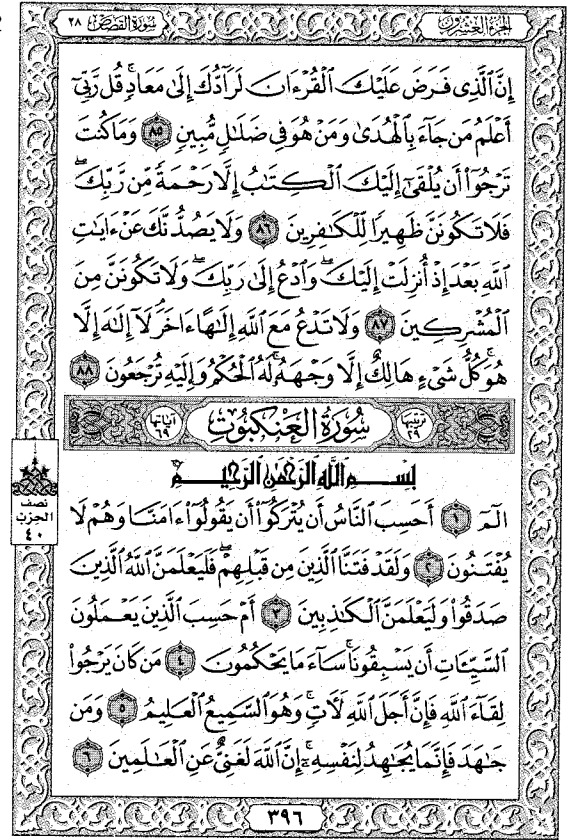 الجزء العشرون
سورة القصص ٢٨
إِنَّ ٱلَّذِى فَرَضَ عَلَيْكَ ٱلْقُرْءَانَ لَرَآدُّكَ إِلَىٰ مَعَادٍ ۚ قُل رَّبِّىٓ
أَعْلَمُ مَن جَآءَ بِٱلْهُدَىٰ وَمَنْ هُوَ فِى ضَلَٰلٍ مُّبِينٍ ٨٥ وَمَا كُنتَ
تَرْجُوٓا۟ أَن يُلْقَىٰٓ إِلَيْكَ ٱلْكِتَٰبُ إِلَّا رَحْمَةً مِّن رَّبِّكَ ۖ
فَلَا تَكُونَنَّ ظَهِيرًا لِّلْكَٰفِرِينَ ٨٦ وَلَا يَصُدُّنَّكَ عَنْ ءَايَٰتِ
ٱللَّهِ بَعْدَ إِذْ أُنزِلَتْ إِلَيْكَ ۖ وَٱدْعُ إِلَىٰ رَبِّكَ ۖ وَلَا تَكُونَنَّ مِنَ
ٱلْمُشْرِكِينَ ٨٧ وَلَا تَدْعُ مَعَ ٱللَّهِ إِلَٰهًا ءَاخَرَ ۘ لَآ إِلَٰهَ إِلَّا
هُوَ ۚ كُلُّ شَىْءٍ هَالِكٌ إِلَّا وَجْهَهُۥ ۚ لَهُ ٱلْحُكْمُ وَإِلَيْهِ تُرْجَعُونَ ٨٨
ترتيبها ٢٩ سُورَةُ الْعَنْكَبُوتِ آياتها ٦٩
بِسْمِ ٱللَّهِ ٱلرَّحْمَٰنِ ٱلرَّحِيمِ
الٓمٓ ١ أَحَسِبَ ٱلنَّاسُ أَن يُتْرَكُوٓا۟ أَن يَقُولُوٓا۟ ءَامَنَّا وَهُمْ لَا
يُفْتَنُونَ ٢ وَلَقَدْ فَتَنَّا ٱلَّذِينَ مِن قَبْلِهِمْ ۖ فَلَيَعْلَمَنَّ ٱللَّهُ ٱلَّذِينَ
صَدَقُوا۟ وَلَيَعْلَمَنَّ ٱلْكَٰذِبِينَ ٣ أَمْ حَسِبَ ٱلَّذِينَ يَعْمَلُونَ
ٱلسَّيِّـَٔاتِ أَن يَسْبِقُونَا ۚ سَآءَ مَا يَحْكُمُونَ ٤ مَن كَانَ يَرْجُوا۟
لِقَآءَ ٱللَّهِ فَإِنَّ أَجَلَ ٱللَّهِ لَـَٔاتٍ ۚ وَهُوَ ٱلسَّمِيعُ ٱلْعَلِيمُ ٥ وَمَن
جَٰهَدَ فَإِنَّمَا يُجَٰهِدُ لِنَفْسِهِۦٓ ۚ إِنَّ ٱللَّهَ لَغَنِىٌّ عَنِ ٱلْعَٰلَمِينَ ٦
نصف
الحزب
٤٠
٣٩٦